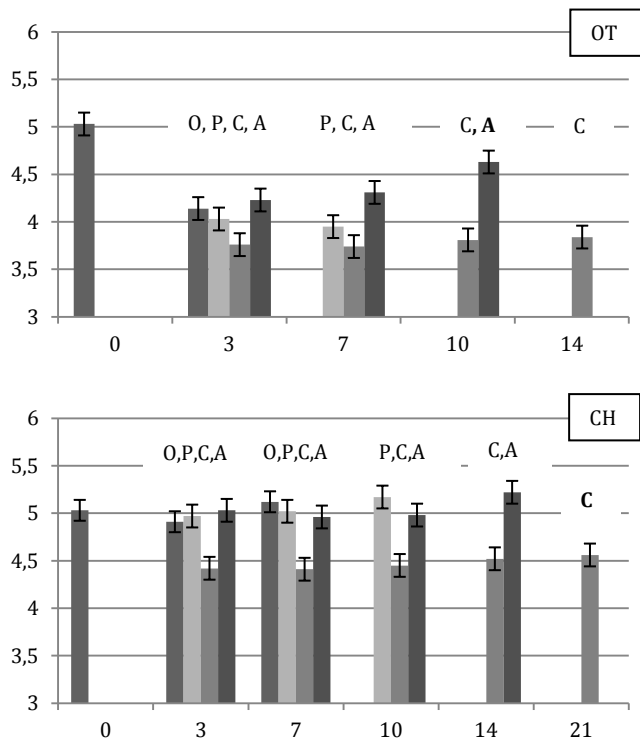 6
OT
5,5
O, P, C, A P, C, A C, A C
5
4,5
4
3,5
3
0 3 7 10 14
6
CH
5,5
O,P,C,A O,P,C,A P,C,A C,A C
5
4,5
4
3,5
3
0 3 7 10 14 21